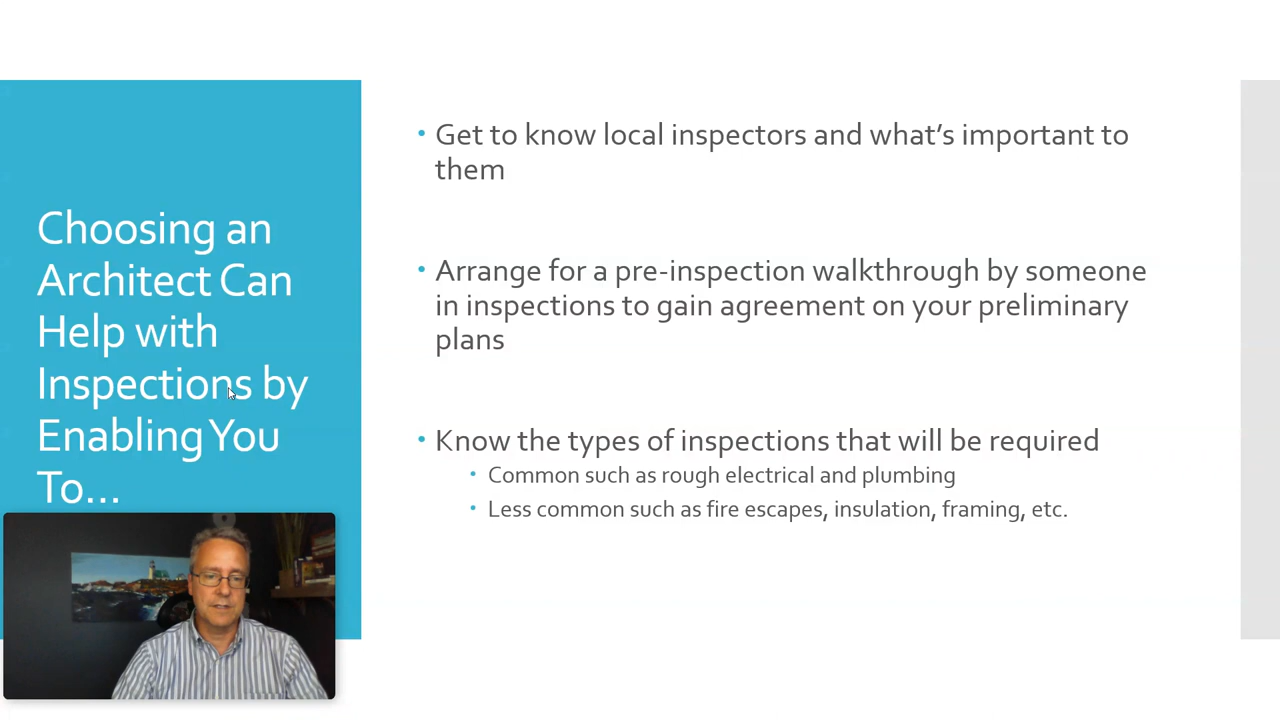 Choosing an
Architect Can
Help with
Inspections by
Enabling You
To...
• Get to know local inspectors and what’s important to
them
• Arrange for a pre-inspection walkthrough by someone
in inspections to gain agreement on your preliminary
plans
• Know the types of inspections that will be required
• Common such as rough electrical and plumbing
• Less common such as fire escapes, insulation, framing, etc.